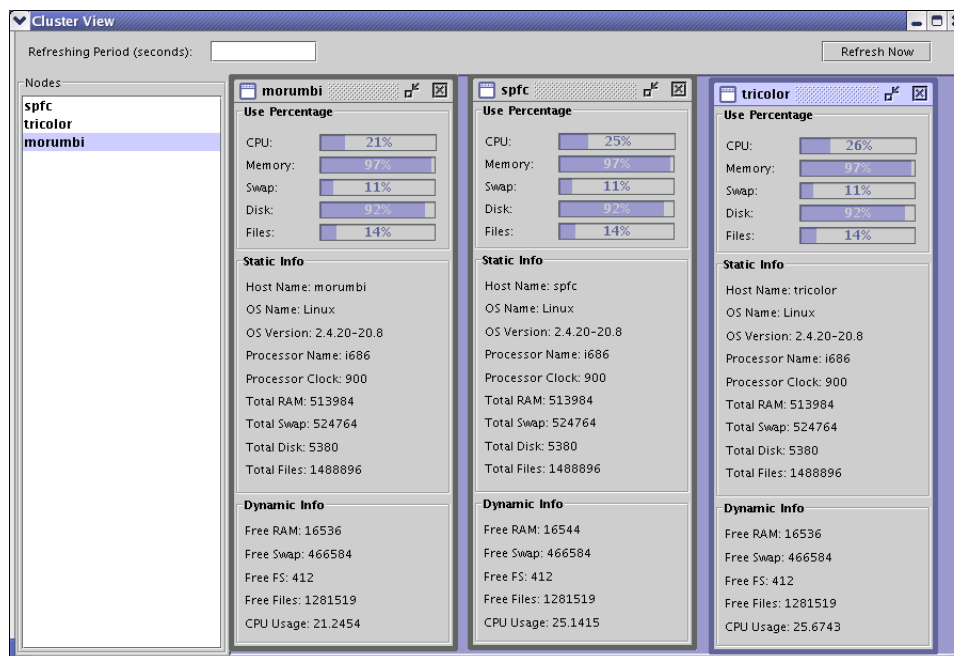 Cluster View
Refreshing Period (seconds):
Refresh Now
Nodes
spfc
tricolor
morumbi
morumbi
Use Percentage
CPU: 21%
Memory: 97%
Swap: 11%
Disk: 92%
Files: 14%
Static Info
Host Name: morumbi
OS Name: Linux
OS Version: 2.4.20-20.8
Processor Name: i686
Processor Clock: 900
Total RAM: 513984
Total Swap: 524764
Total Disk: 5380
Total Files: 1488896
Dynamic Info
Free RAM: 16536
Free Swap: 466584
Free FS: 412
Free Files: 1281519
CPU Usage: 21.2454
spfc
Use Percentage
CPU: 25%
Memory: 97%
Swap: 11%
Disk: 92%
Files: 14%
Static Info
Host Name: spfc
OS Name: Linux
OS Version: 2.4.20-20.8
Processor Name: i686
Processor Clock: 900
Total RAM: 513984
Total Swap: 524764
Total Disk: 5380
Total Files: 1488896
Dynamic Info
Free RAM: 16544
Free Swap: 466584
Free FS: 412
Free Files: 1281519
CPU Usage: 25.1415
tricolor
Use Percentage
CPU: 26%
Memory: 97%
Swap: 11%
Disk: 92%
Files: 14%
Static Info
Host Name: tricolor
OS Name: Linux
OS Version: 2.4.20-20.8
Processor Name: i686
Processor Clock: 900
Total RAM: 513984
Total Swap: 524764
Total Disk: 5380
Total Files: 1488896
Dynamic Info
Free RAM: 16536
Free Swap: 466584
Free FS: 412
Free Files: 1281519
CPU Usage: 25.6743